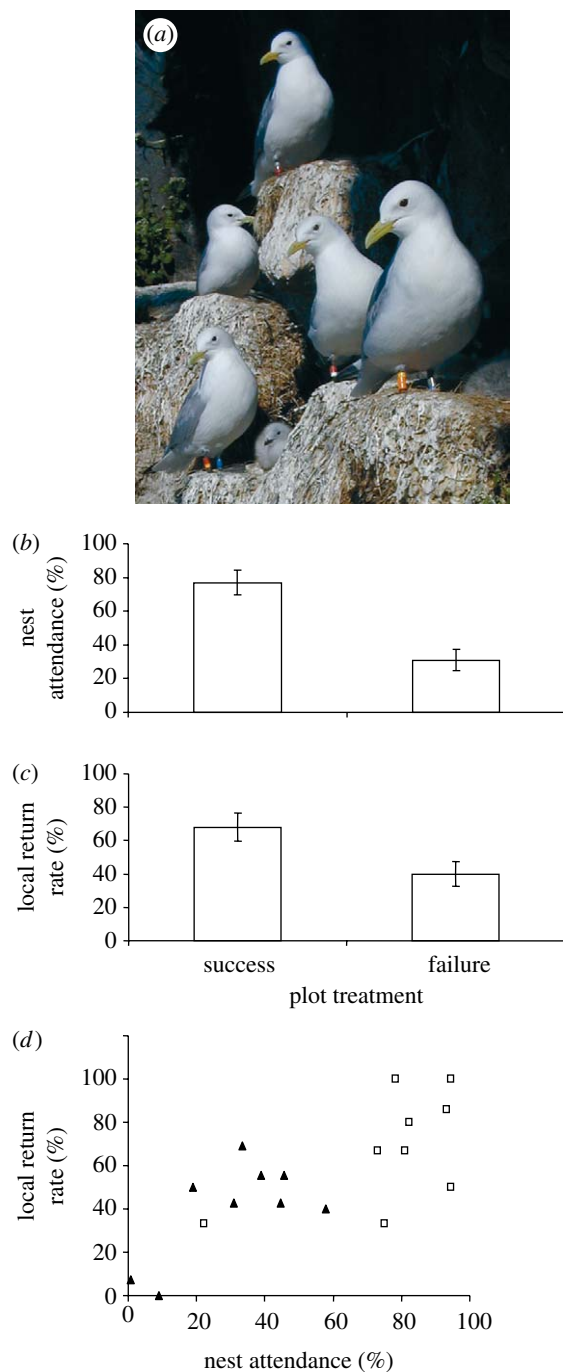 (a)
(b)
nest
attendance (%)
100
80
60
40
20
0
(c)
local return
rate (%)
100
80
60
40
20
0
success failure
plot treatment
(d)
local return
rate (%)
100
80
60
40
20
0
0 20 40 60 80 100
nest attendance (%)